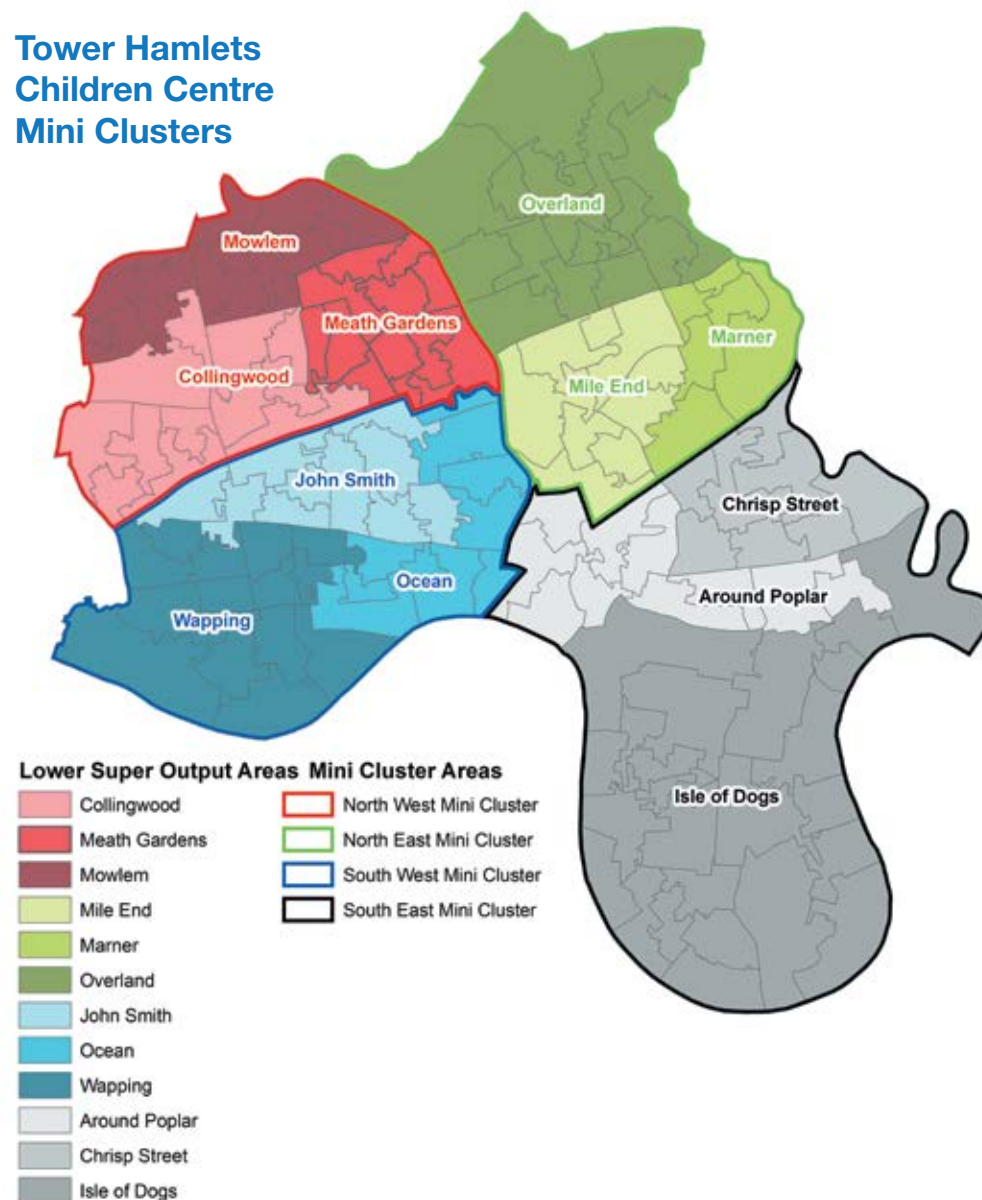 Tower Hamlets
Children Centre
Mini Clusters
Overland
Mowlem
Meath Gardens
Marner
Collingwood
Mile End
John Smith
Chrisp Street
Ocean
Around Poplar
Wapping
Isle of Dogs
Lower Super Output Areas
Collingwood
Meath Gardens
Mowlem
Mile End
Marner
Overland
John Smith
Ocean
Wapping
Around Poplar
Chrisp Street
Isle of Dogs
Mini Cluster Areas
North West Mini Cluster
North East Mini Cluster
South West Mini Cluster
South East Mini Cluster